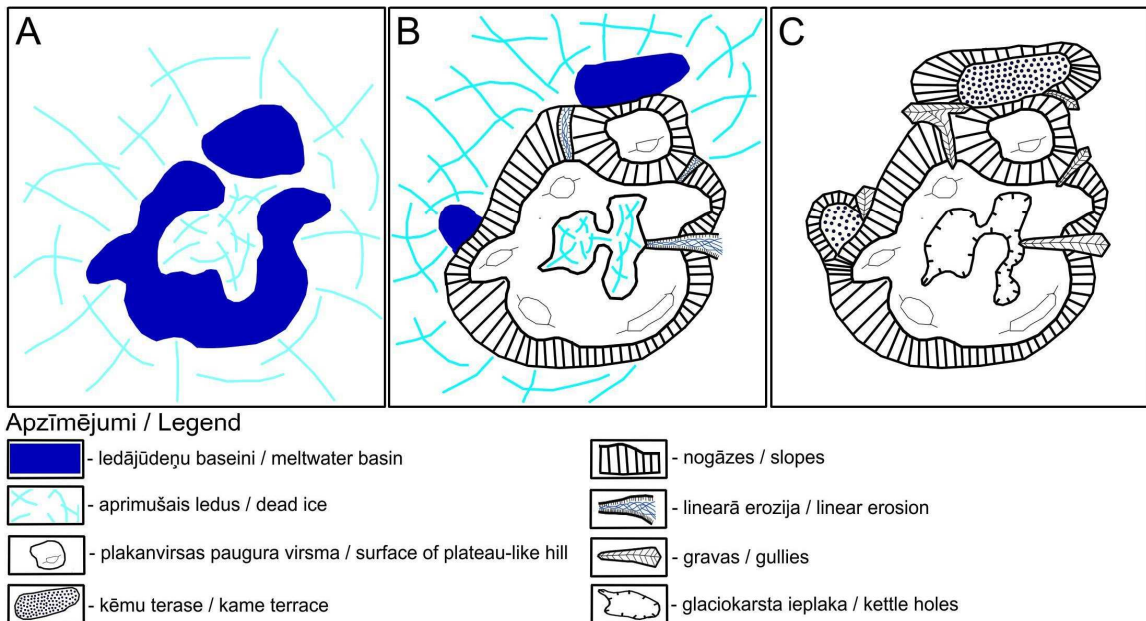 A
B
C
Apzīmējumi / Legend
- ledājūdeņu baseini / meltwater basin
- aprimušais ledus / dead ice
- plakanvirsas paugura virsma / surface of plateau-like hill
- kēmu terase / kame terrace
- nogāzes / slopes
- lineārā erozija / linear erosion
- gravas / gullies
- glaciokarsta ieplaka / kettle holes